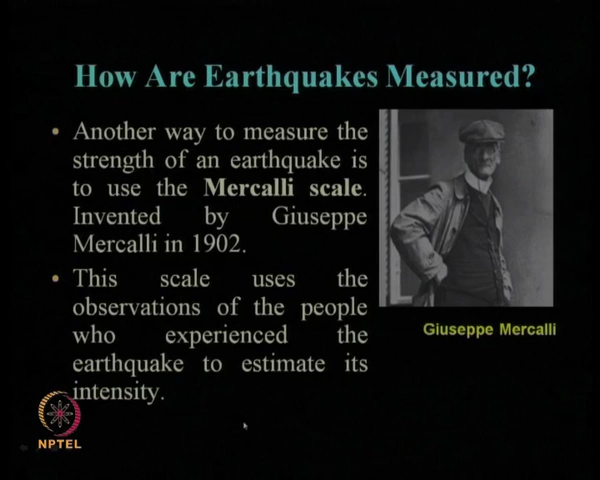 How Are Earthquakes Measured?
• Another way to measure the
strength of an earthquake is
to use the Mercalli scale.
Invented by Giuseppe
Mercalli in 1902.
• This scale uses the
observations of the people
who experienced the
earthquake to estimate its
intensity.
Giuseppe Mercalli
NPTEL